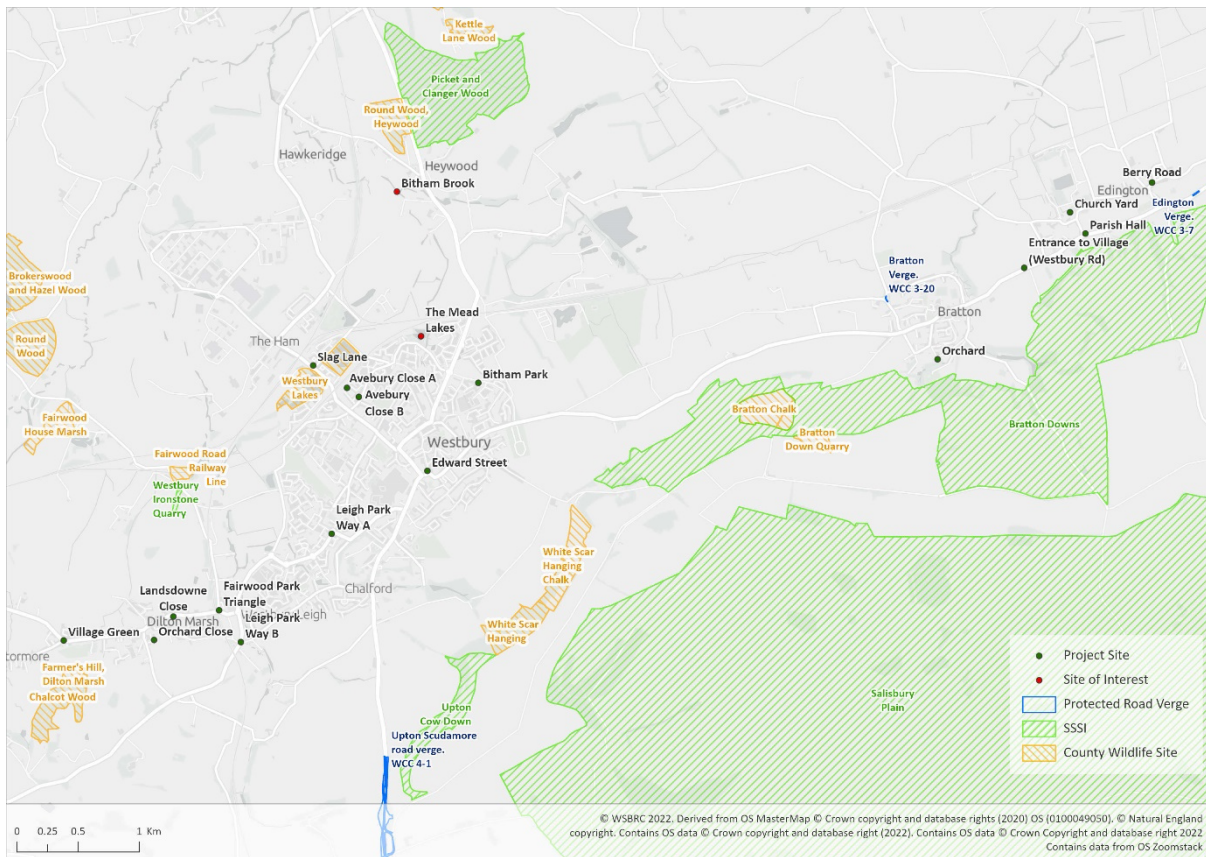 Kettle
Lane Wood
Picket and
Clanger Wood
Round Wood,
Heywood
Hawkeridge
Heywood
Bitham Brook
Berry Road
Edington
Church Yard
Edington
Verge.
WCC 3-7
Parish Hall
Entrance to Village
(Westbury Rd)
Brokerswood
and Hazel Wood
Bratton
Verge.
WCC 3-20
Bratton
The Mead
Lakes
The Ham
Round
Wood
Slag Lane
Orchard
Westbury
Lakes
Avebury Close A
Avebury
Close B
Bitham Park
Bratton Chalk
Fairwood
House Marsh
Bratton
Down Quarry
Bratton Downs
Westbury
Fairwood Road
Railway
Line
Edward Street
Westbury
Ironstone
Quarry
Leigh Park
Way A
White Scar
Hanging
Chalk
Chalford
Landsdowne
Close
Fairwood Park
Triangle
Leigh
Dilton Marsh
Leigh Park
Way B
Village Green
Orchard Close
White Scar
Hanging
Farmer's Hill,
Dilton Marsh
Chalcot Wood
Upton
Cow Down
Salisbury
Plain
Upton Scudamore
road verge.
WCC 4-1
Project Site
Site of Interest
Protected Road Verge
SSSI
County Wildlife Site
0 0.25 0.5 1 Km
© WSBRC 2022. Derived from OS MasterMap © Crown copyright and database rights (2020) OS (0100049050). © Natural England
copyright. Contains OS data © Crown copyright and database right (2022). Contains OS data © Crown Copyright and database right 2022
Contains data from OS Zoomstack